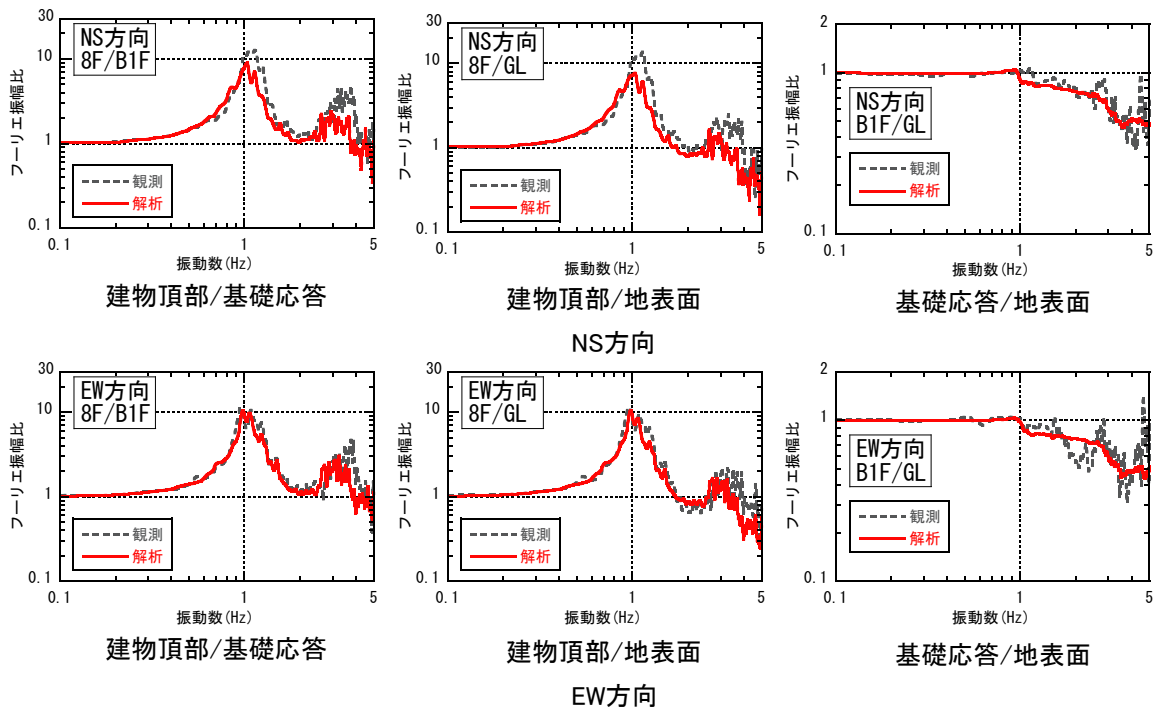 30
10
1
0.1
フーリエ振幅比
NS方向
8F/B1F
観測
解析
0.1
1
5
振動数(Hz)
建物頂部/基礎応答
30
10
1
0.1
フーリエ振幅比
NS方向
8F/GL
観測
解析
0.1
1
5
振動数(Hz)
建物頂部/地表面
2
1
0.1
フーリエ振幅比
NS方向
B1F/GL
観測
解析
0.1
1
5
振動数(Hz)
基礎応答/地表面
NS方向
30
10
1
0.1
フーリエ振幅比
EW方向
8F/B1F
観測
解析
0.1
1
5
振動数(Hz)
建物頂部/基礎応答
30
10
1
0.1
フーリエ振幅比
EW方向
8F/GL
観測
解析
0.1
1
5
振動数(Hz)
建物頂部/地表面
2
1
0.1
フーリエ振幅比
EW方向
B1F/GL
観測
解析
0.1
1
5
振動数(Hz)
基礎応答/地表面
EW方向